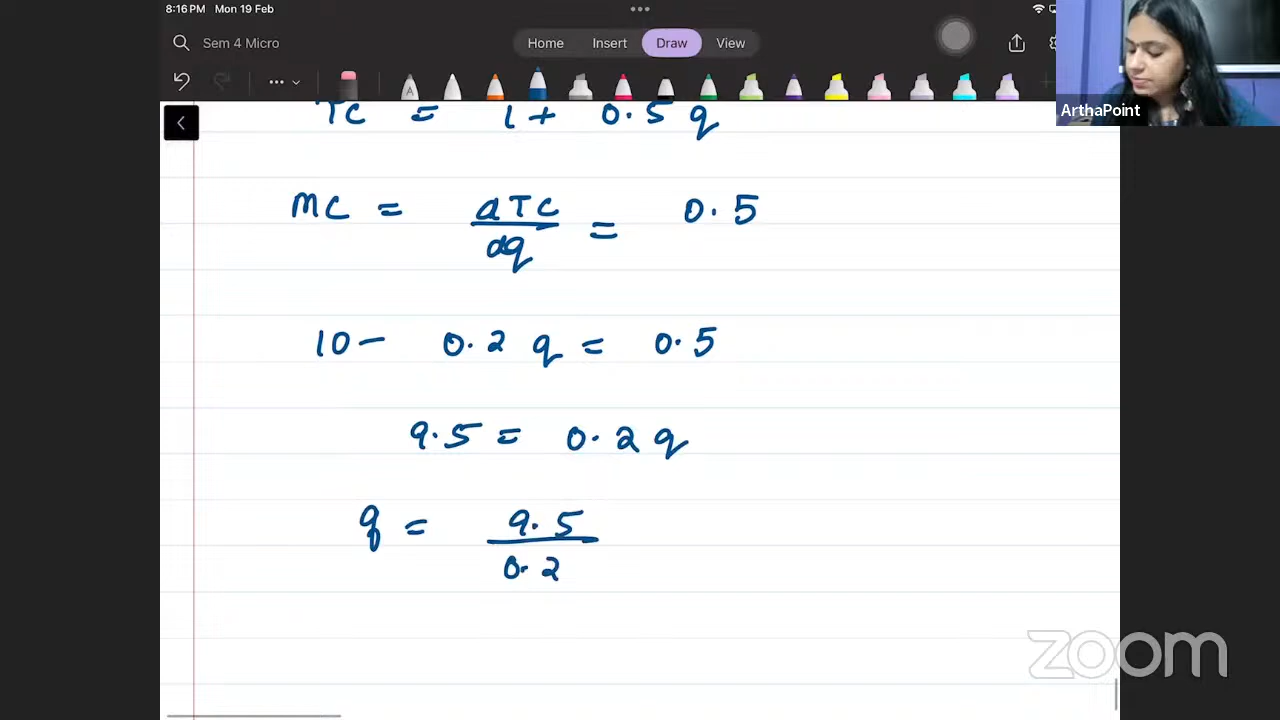 8:16 PM Mon 19 Feb
Sem 4 Micro
Home Insert Draw View
A
ArthaPoint
TC = 1 + 0.5 q
MC = dTC/dq = 0.5
10 - 0.2 q = 0.5
9.5 = 0.2 q
q = 9.5/0.2
zoom